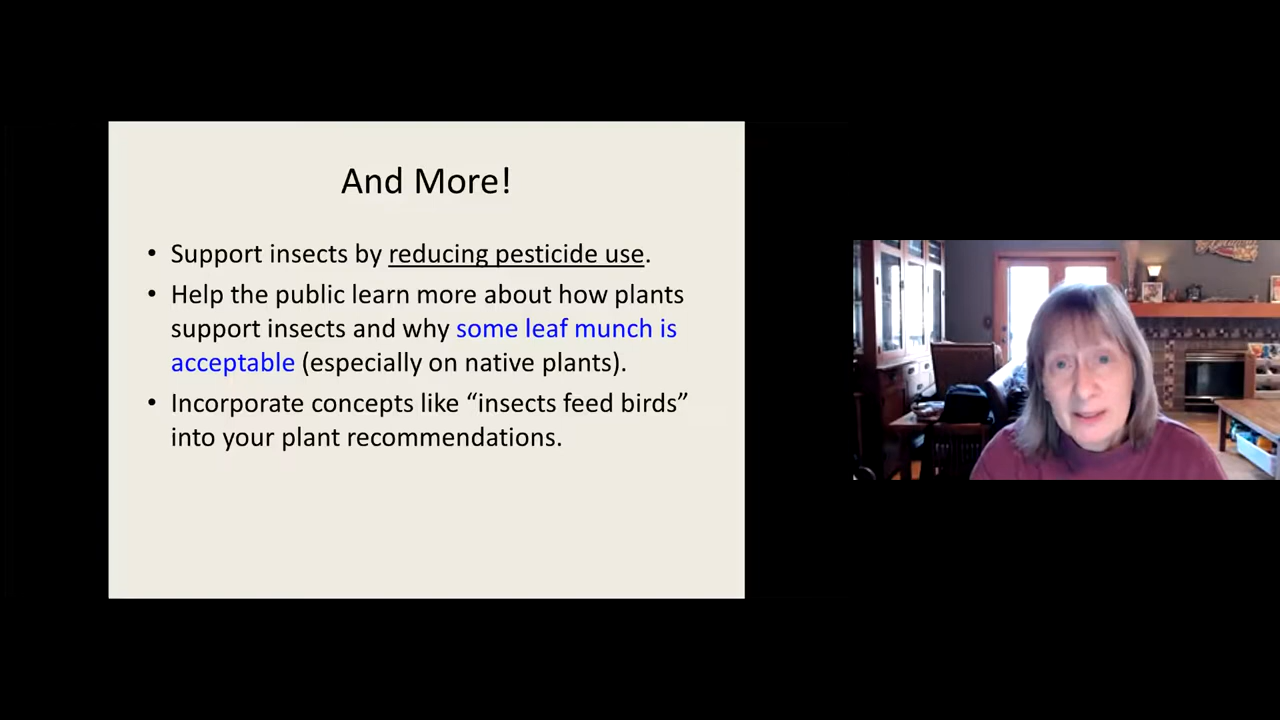 And More!
• Support insects by reducing pesticide use.
• Help the public learn more about how plants
support insects and why some leaf munch is
acceptable (especially on native plants).
• Incorporate concepts like “insects feed birds”
into your plant recommendations.